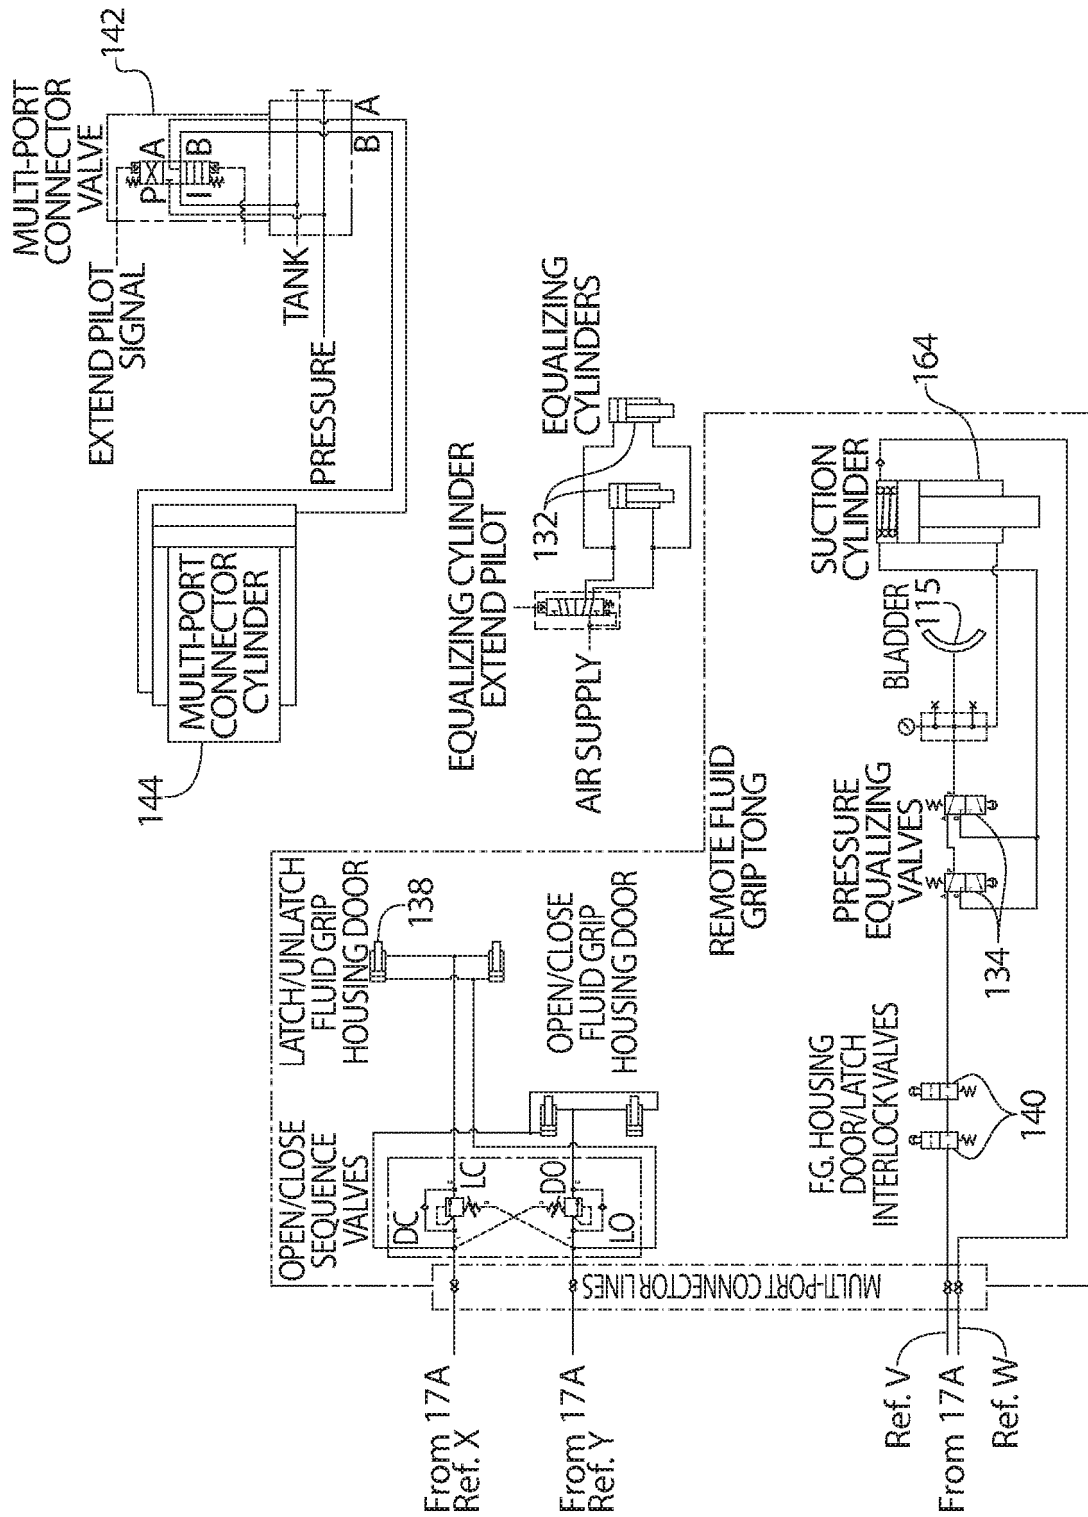 MULTI-PORT
CONNECTOR
VALVE
142
P
A
B
EXTEND PILOT
SIGNAL
TANK
PRESSURE
A
B
MULTI-PORT
CONNECTOR
CYLINDER
144
EQUALIZING CYLINDER
EXTEND PILOT
AIR SUPPLY
EQUALIZING
CYLINDERS
132
REMOTE FLUID
GRIP TONG
LATCH/UNLATCH
FLUID GRIP
HOUSING DOOR
138
OPEN/CLOSE
FLUID GRIP
HOUSING DOOR
OPEN/CLOSE
SEQUENCE
VALVES
DC
LC
DO
LO
MULTI-PORT CONNECTOR LINES
From 17A
Ref. X
From 17A
Ref. Y
Ref. V
From 17A
Ref. W
F.G. HOUSING
DOOR/LATCH
INTERLOCK VALVES
140
PRESSURE
EQUALIZING
VALVES
134
BLADDER
115
SUCTION
CYLINDER
164